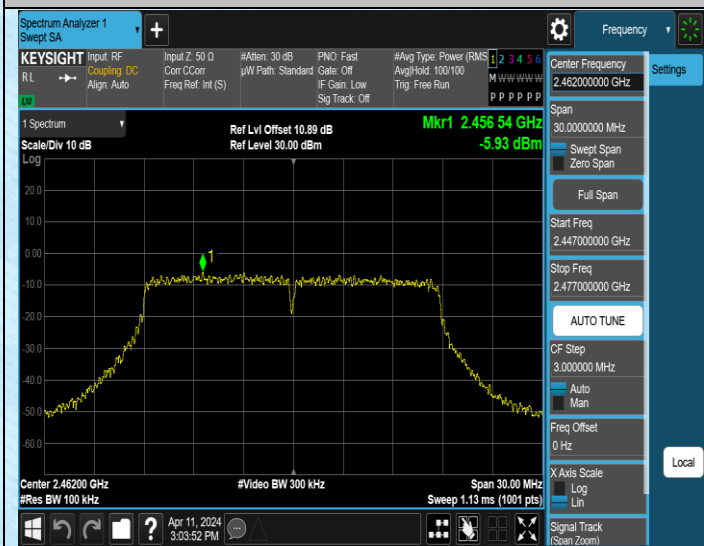 Spectrum Analyzer 1
Swept SA
+
Frequency
KEYSIGHT
RL
LXI
Input: RF
Coupling: DC
Align: Auto
Input Z: 50 Ω
Corr CCorr
Freq Ref: Int (S)
#Atten: 30 dB
µW Path: Standard
PNO: Fast
Gate: Off
IF Gain: Low
Sig Track: Off
#Avg Type: Power (RMS
Avg|Hold: 100/100
Trig: Free Run
1 2 3 4 5 6
M W W W W W
P P P P P P
1 Spectrum
Scale/Div 10 dB
Log
Ref Lvl Offset 10.89 dB
Ref Level 30.00 dBm
Mkr1 2.456 54 GHz
-5.93 dBm
20.0
10.0
0.00
-10.0
-20.0
-30.0
-40.0
-50.0
-60.0
1
Center 2.46200 GHz
#Res BW 100 kHz
#Video BW 300 kHz
Span 30.00 MHz
Sweep 1.13 ms (1001 pts)
Apr 11, 2024
3:03:52 PM
?
Center Frequency
2.462000000 GHz
Settings
Span
30.0000000 MHz
Swept Span
Zero Span
Full Span
Start Freq
2.447000000 GHz
Stop Freq
2.477000000 GHz
AUTO TUNE
CF Step
3.000000 MHz
Auto
Man
Freq Offset
0 Hz
X Axis Scale
Log
Lin
Local
Signal Track
(Span Zoom)